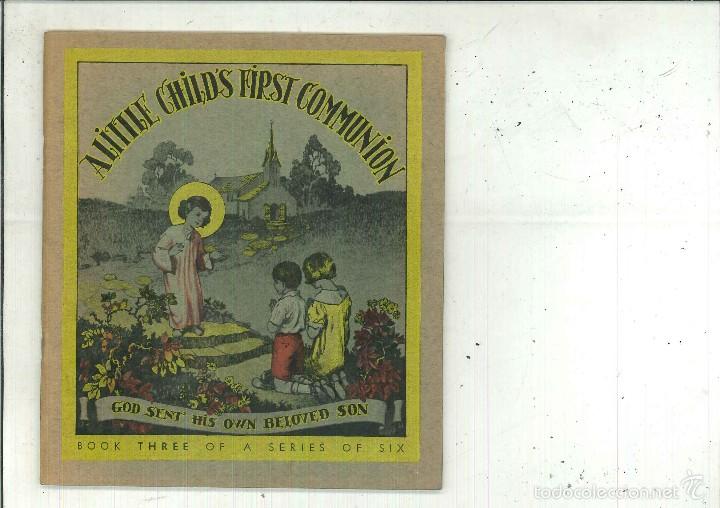 A LITTLE CHILD'S FIRST COMMUNION
GOD SENT HIS OWN BELOVED SON
BOOK THREE OF A SERIES OF SIX
todocoleccion.net